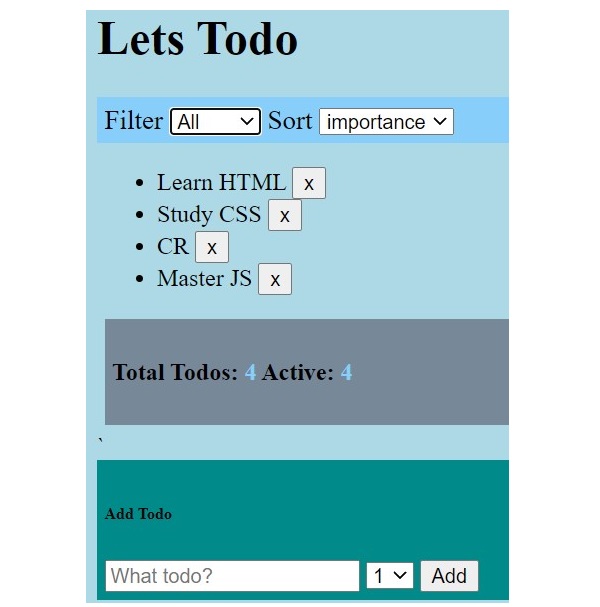 Lets Todo
Filter All Sort importance
Learn HTML x
Study CSS x
CR x
Master JS x
Total Todos: 4 Active: 4
`
Add Todo
What todo? 1 Add